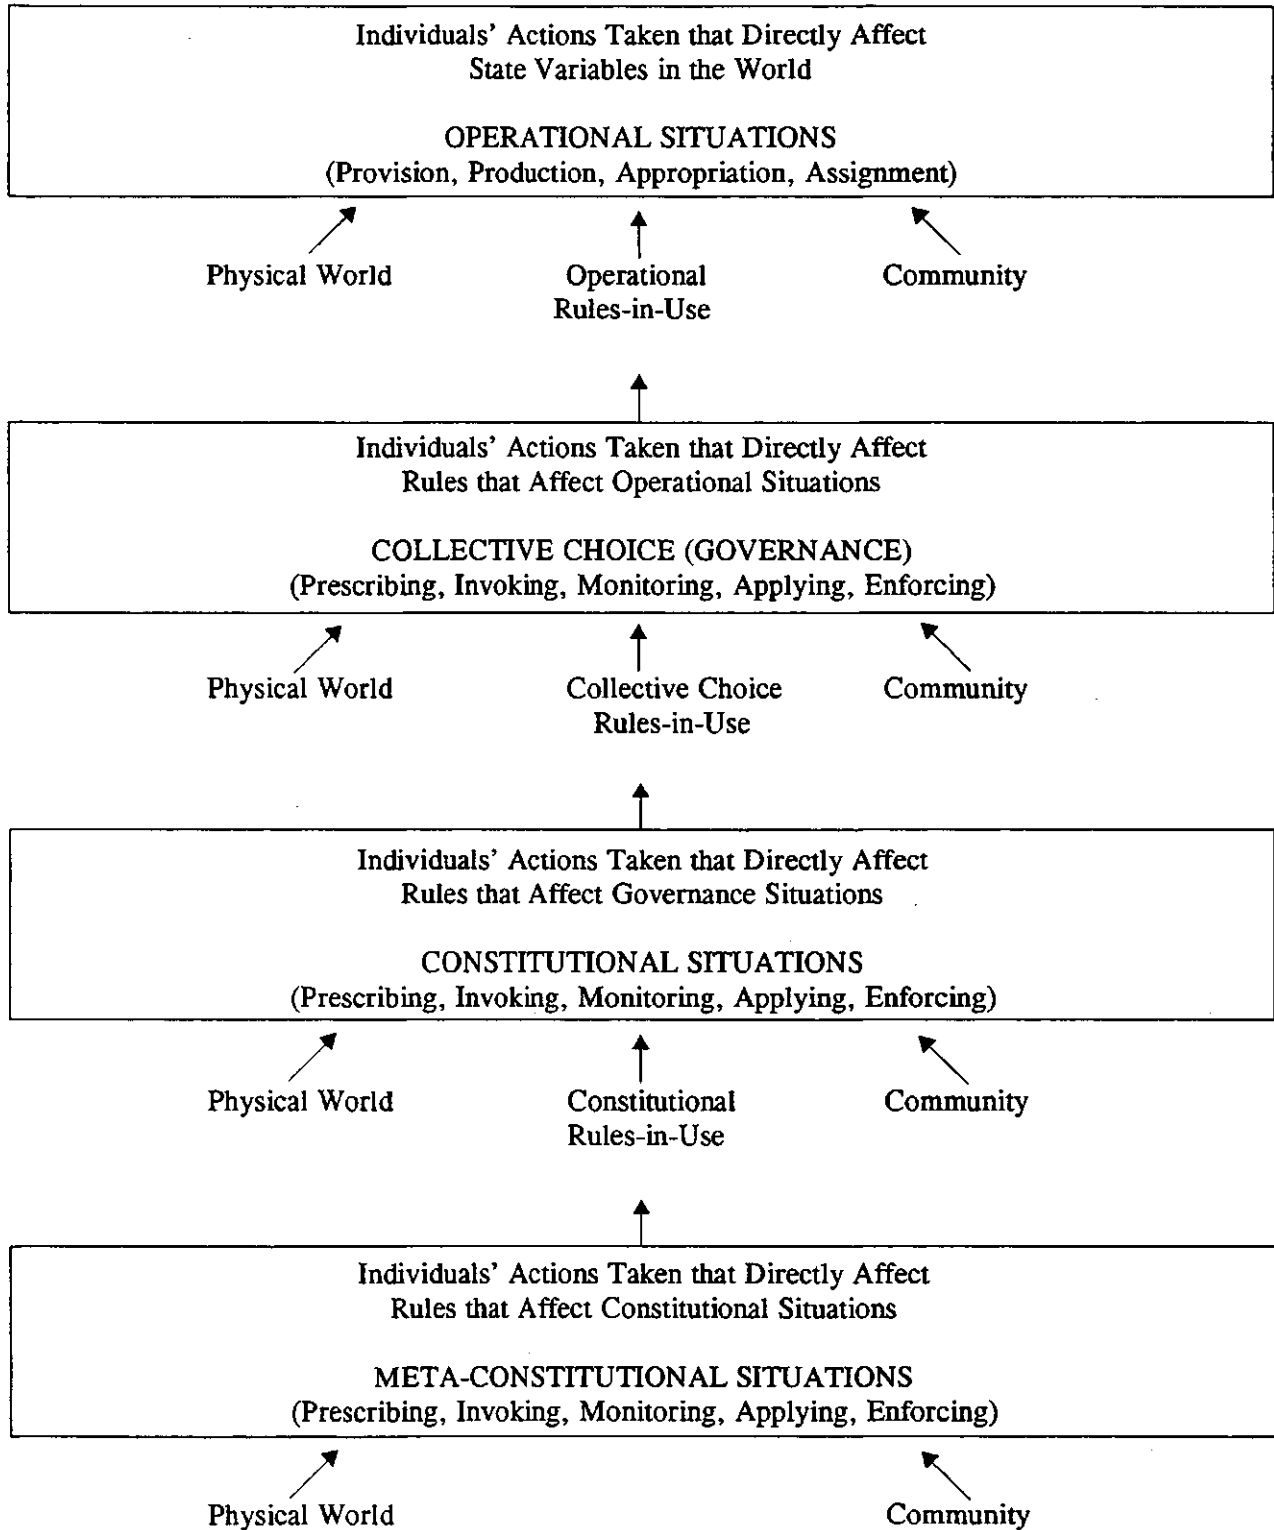 Individuals' Actions Taken that Directly Affect
State Variables in the World
OPERATIONAL SITUATIONS
(Provision, Production, Appropriation, Assignment)
Physical World
Operational
Rules-in-Use
Community
Individuals' Actions Taken that Directly Affect
Rules that Affect Operational Situations
COLLECTIVE CHOICE (GOVERNANCE)
(Prescribing, Invoking, Monitoring, Applying, Enforcing)
Physical World
Collective Choice
Rules-in-Use
Community
Individuals' Actions Taken that Directly Affect
Rules that Affect Governance Situations
CONSTITUTIONAL SITUATIONS
(Prescribing, Invoking, Monitoring, Applying, Enforcing)
Physical World
Constitutional
Rules-in-Use
Community
Individuals' Actions Taken that Directly Affect
Rules that Affect Constitutional Situations
META-CONSTITUTIONAL SITUATIONS
(Prescribing, Invoking, Monitoring, Applying, Enforcing)
Physical World
Community